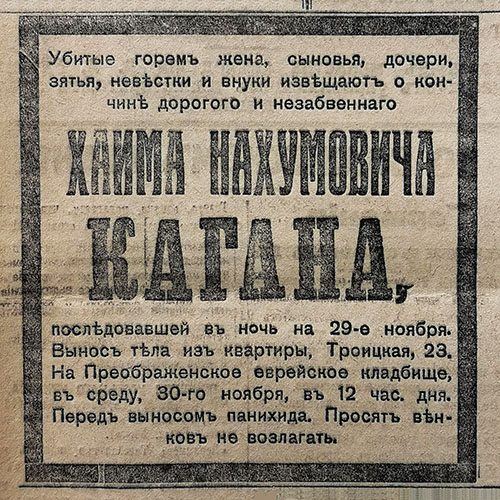 Убитые горемъ жена, сыновья, дочери,
зятья, невѣстки и внуки извѣщаютъ о кон-
чинѣ дорогого и незабвеннаго
ХАИМА НАХУМОВИЧА
КАГАНА,
послѣдовавшей въ ночь на 29-е ноября.
Выносъ тѣла изъ квартиры, Троицкая, 23.
На Преображенское еврейское кладбище,
въ среду, 30-го ноября, въ 12 час. дня.
Передъ выносомъ панихида. Просятъ вѣн-
ковъ не возлагать.